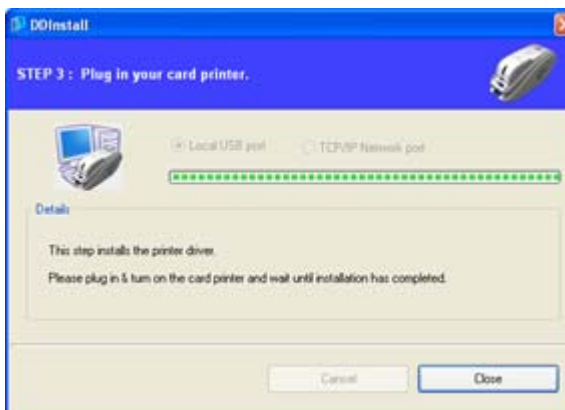 DDInstall
STEP 3 : Plug in your card printer.
Local USB port TCP/IP Network port
Details
This step installs the printer driver.
Please plug in & turn on the card printer and wait until installation has completed.
Cancel Close